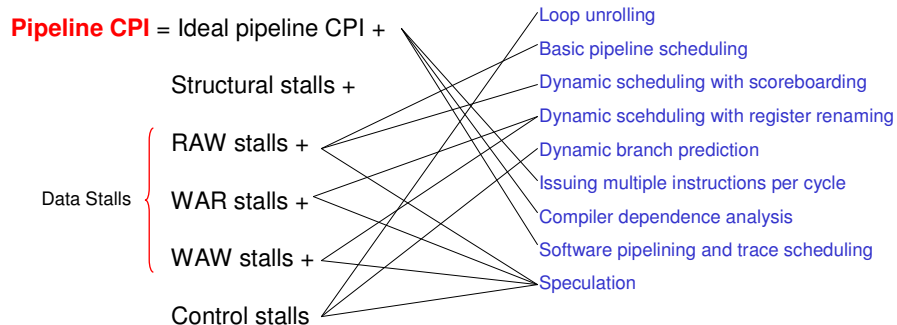 Pipeline CPI = Ideal pipeline CPI +
Structural stalls +
RAW stalls +
Data Stalls
WAR stalls +
WAW stalls +
Control stalls
Loop unrolling
Basic pipeline scheduling
Dynamic scheduling with scoreboarding
Dynamic scehduling with register renaming
Dynamic branch prediction
Issuing multiple instructions per cycle
Compiler dependence analysis
Software pipelining and trace scheduling
Speculation